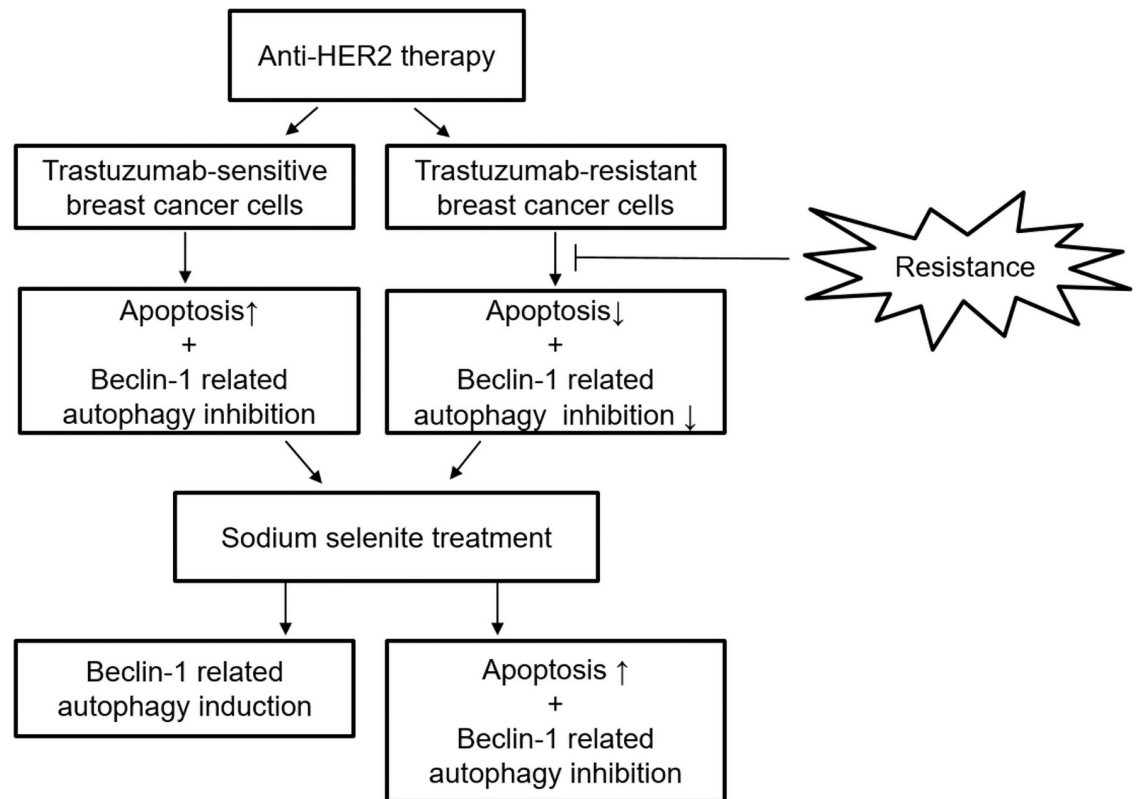 Anti-HER2 therapy
Trastuzumab-sensitive
breast cancer cells
Trastuzumab-resistant
breast cancer cells
Resistance
Apoptosis↑
+
Beclin-1 related
autophagy inhibition
Apoptosis↓
+
Beclin-1 related
autophagy inhibition ↓
Sodium selenite treatment
Beclin-1 related
autophagy induction
Apoptosis ↑
+
Beclin-1 related
autophagy inhibition